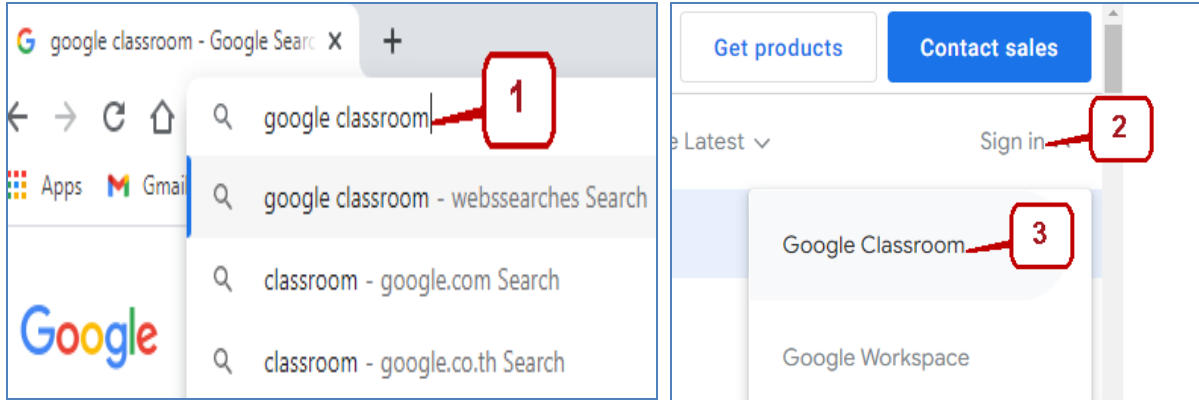 google classroom - Google Searc
google classroom
1
Apps
Gmail
google classroom - webssearches Search
classroom - google.com Search
Google
classroom - google.co.th Search
Get products
Contact sales
e Latest
Sign in
2
Google Classroom
3
Google Workspace